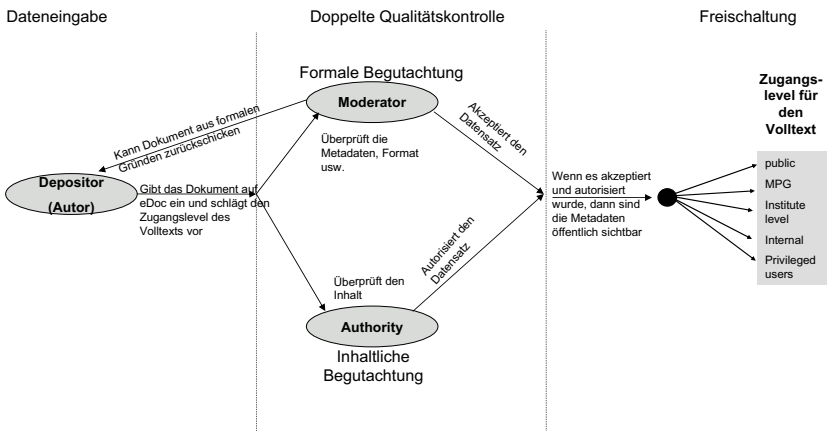 Dateneingabe
Doppelte Qualitätskontrolle
Freischaltung
Formale Begutachtung
Moderator
Kann Dokument aus formalen
Gründen zurückschicken
Überprüft die
Metadaten, Format
usw.
Akzeptiert den
Datensatz
Depositor
(Autor)
Gibt das Dokument auf
eDoc ein und schlägt den
Zugangslevel des
Volltexts vor
Überprüft den
Inhalt
Autorisiert den
Datensatz
Authority
Inhaltliche
Begutachtung
Wenn es akzeptiert
und autorisiert
wurde, dann sind
die Metadaten
öffentlich sichtbar
Zugangs-
level für
den
Volltext
public
MPG
Institute
level
Internal
Privileged
users